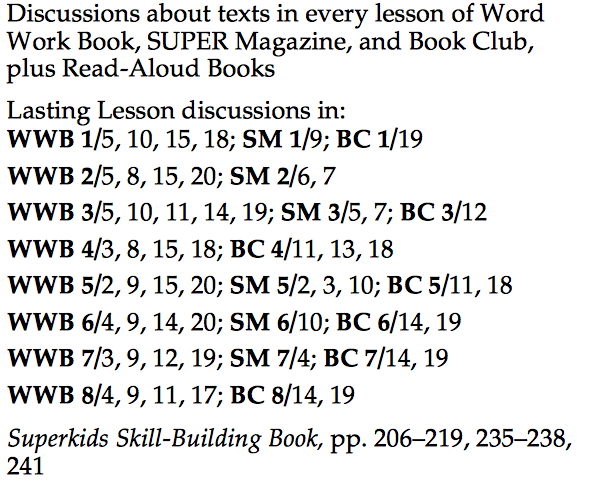 Discussions about texts in every lesson of Word
Work Book, SUPER Magazine, and Book Club,
plus Read-Aloud Books
Lasting Lesson discussions in:
WWB 1/5, 10, 15, 18; SM 1/9; BC 1/19
WWB 2/5, 8, 15, 20; SM 2/6, 7
WWB 3/5, 10, 11, 14, 19; SM 3/5, 7; BC 3/12
WWB 4/3, 8, 15, 18; BC 4/11, 13, 18
WWB 5/2, 9, 15, 20; SM 5/2, 3, 10; BC 5/11, 18
WWB 6/4, 9, 14, 20; SM 6/10; BC 6/14, 19
WWB 7/3, 9, 12, 19; SM 7/4; BC 7/14, 19
WWB 8/4, 9, 11, 17; BC 8/14, 19
Superkids Skill-Building Book, pp. 206–219, 235–238,
241